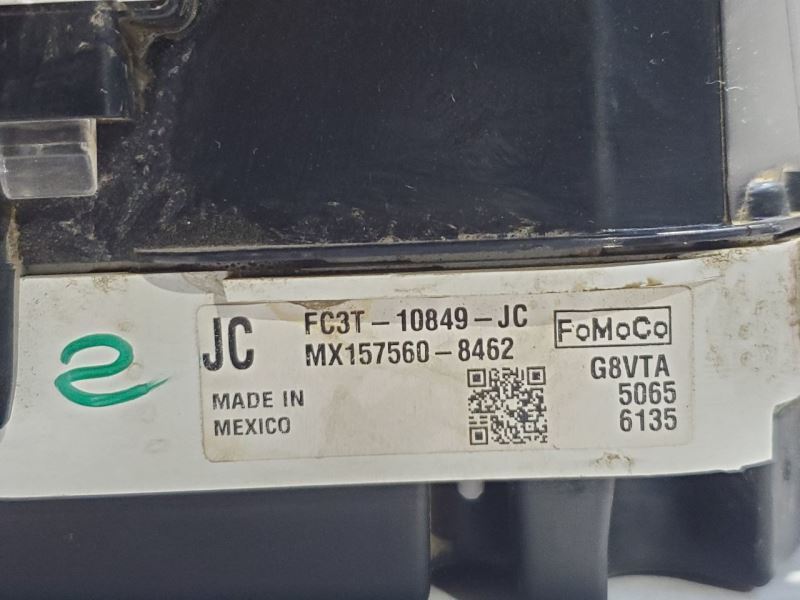 JC
FC3T-10849-JC
MX157560-8462
MADE IN
MEXICO
FoMoCo
G8VTA
5065
6135